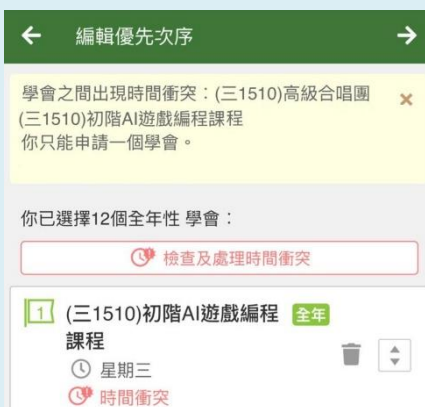 編輯優先次序
學會之間出現時間衝突：(三1510)高級合唱團
(三1510)初階AI遊戲編程課程
你只能申請一個學會。
你已選擇12個全年性 學會：
檢查及處理時間衝突
1 (三1510)初階AI遊戲編程 全年
課程
星期三
時間衝突